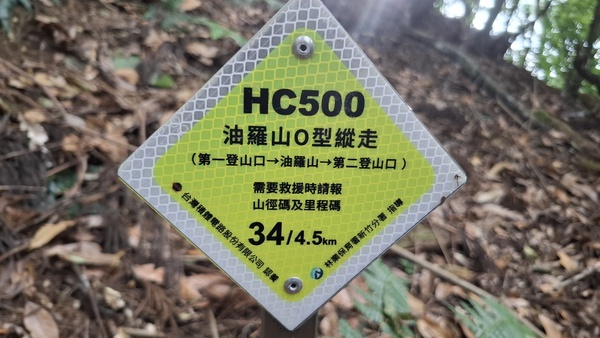 HC500
油羅山O型縱走
（第一登山口→油羅山→第二登山口）
需要救援時請報
山徑碼及里程碼
34/4.5km
台灣積體電路股份有限公司 認養
林業保育署新竹分署 指導